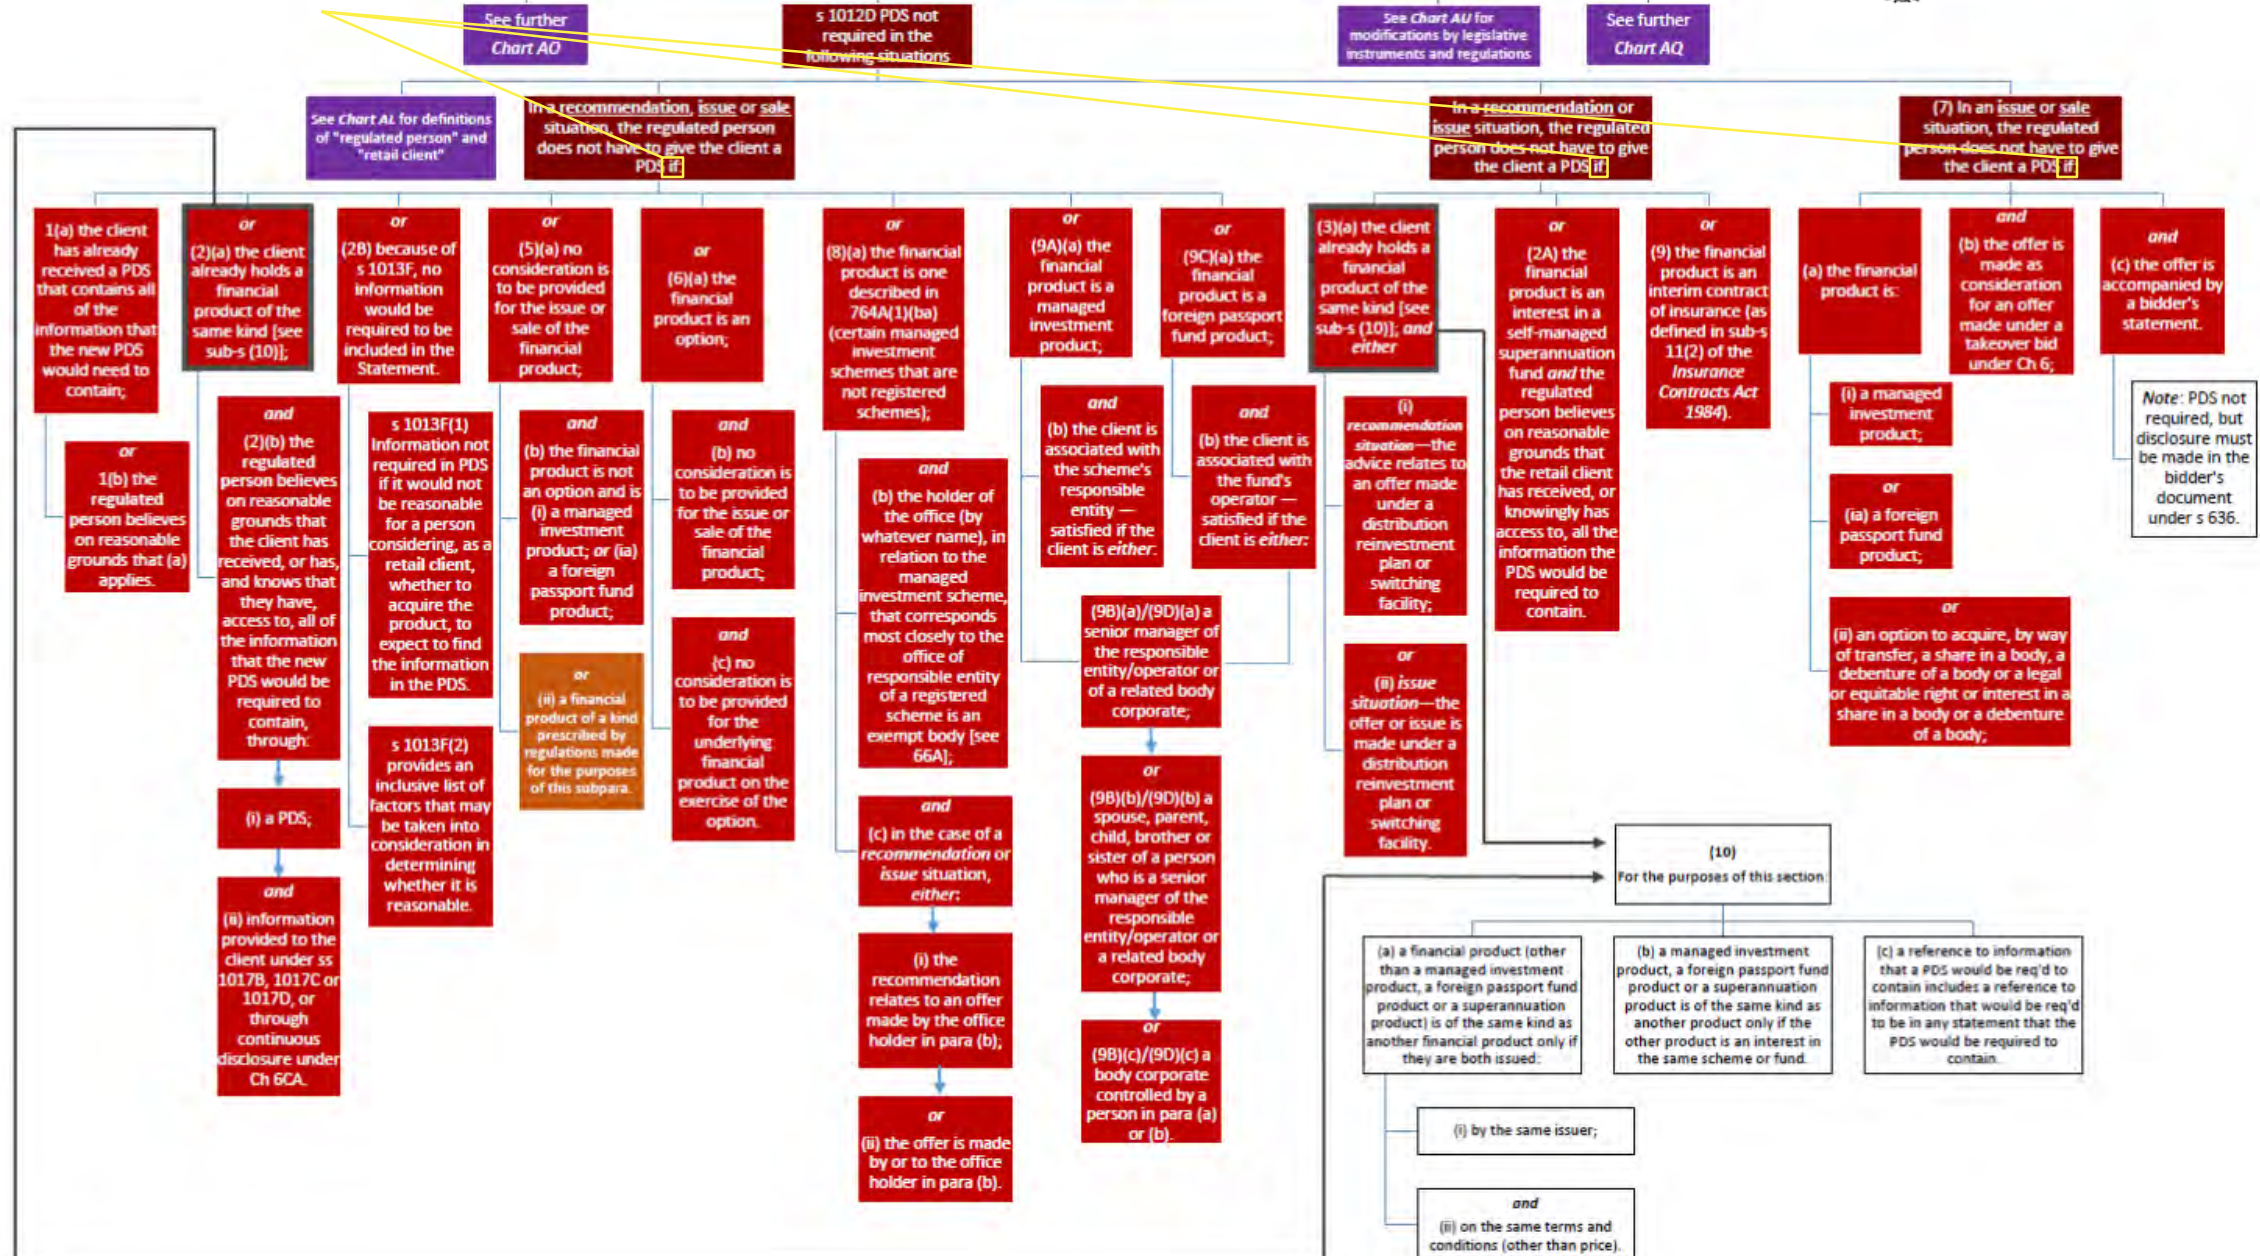 See further
Chart AO
s 1012D PDS not
required in the
following situations
See Chart AU for
modifications by legislative
instruments and regulations
See further
Chart AQ
See Chart AL for definitions
of "regulated person" and
"retail client"
In a recommendation, issue or sale
situation, the regulated person
does not have to give the client a
PDS if:
In a recommendation or
issue situation, the regulated
person does not have to give
the client a PDS if
(7) In an issue or sale
situation, the regulated
person does not have to give
the client a PDS if
1(a) the client
has already
received a PDS
that contains all
of the
information that
the new PDS
would need to
contain;
or
1(b) the
regulated
person believes
on reasonable
grounds that (a)
applies.
or
(2)(a) the client
already holds a
financial
product of the
same kind [see
sub-s (10)];
and
(2)(b) the
regulated
person believes
on reasonable
grounds that
the client has
received, or has,
and knows that
they have,
access to, all of
the information
that the new
PDS would be
required to
contain,
through:
(i) a PDS;
and
(ii) information
provided to the
client under ss
1017B, 1017C or
1017D, or
through
continuous
disclosure under
Ch 6CA.
or
(2B) because of
s 1013F, no
information
would be
required to be
included in the
Statement.
s 1013F(1)
Information not
required in PDS
if it would not
be reasonable
for a person
considering, as a
retail client,
whether to
acquire the
product, to
expect to find
the information
in the PDS.
s 1013F(2)
provides an
inclusive list of
factors that may
be taken into
consideration in
determining
whether it is
reasonable.
or
(5)(a) no
consideration is
to be provided
for the issue or
sale of the
financial
product;
and
(b) the financial
product is not
an option and is
(i) a managed
investment
product; or (ia)
a foreign
passport fund
product;
or
(ii) a financial
product of a kind
prescribed by
regulations made
for the purposes
of this subpara.
or
(6)(a) the
financial
product is an
option;
and
(b) no
consideration is
to be provided
for the issue or
sale of the
financial
product;
and
(c) no
consideration is
to be provided
for the
underlying
financial
product on the
exercise of the
option.
or
(8)(a) the financial
product is one
described in
764A(1)(ba)
(certain managed
investment
schemes that are
not registered
schemes);
and
(b) the holder of
the office (by
whatever name), in
relation to the
managed
investment scheme,
that corresponds
most closely to the
office of
responsible entity
of a registered
scheme is an
exempt body [see
66A];
and
(c) in the case of a
recommendation or
issue situation,
either:
(i) the
recommendation
relates to an offer
made by the office
holder in para (b);
or
(ii) the offer is made
by or to the office
holder in para (b).
or
(9A)(a) the
financial
product is a
managed
investment
product;
and
(b) the client is
associated with
the scheme's
responsible
entity —
satisfied if the
client is either:
or
(9C)(a) the
financial
product is a
foreign passport
fund product;
and
(b) the client is
associated with
the fund's
operator —
satisfied if the
client is either:
(9B)(a)/(9D)(a) a
senior manager of
the responsible
entity/operator or
of a related body
corporate;
or
(9B)(b)/(9D)(b) a
spouse, parent,
child, brother or
sister of a person
who is a senior
manager of the
responsible
entity/operator or
a related body
corporate;
or
(9B)(c)/(9D)(c) a
body corporate
controlled by a
person in para (a)
or (b).
(3)(a) the client
already holds a
financial
product of the
same kind [see
sub-s (10)]; and
either
(i)
recommendation
situation—the
advice relates to
an offer made
under a
distribution
reinvestment
plan or
switching
facility;
or
(ii) issue
situation—the
offer or issue is
made under a
distribution
reinvestment
plan or
switching
facility.
or
(2A) the
financial
product is an
interest in a
self-managed
superannuation
fund and the
regulated
person believes
on reasonable
grounds that
the retail client
has received, or
knowingly has
access to, all the
information the
PDS would be
required to
contain.
or
(9) the financial
product is an
interim contract
of insurance (as
defined in sub-s
11(2) of the
Insurance
Contracts Act
1984).
(a) the financial
product is:
(i) a managed
investment
product;
or
(ia) a foreign
passport fund
product;
or
(ii) an option to acquire, by way
of transfer, a share in a body, a
debenture of a body or a legal
or equitable right or interest in a
share in a body or a debenture
of a body;
and
(b) the offer is
made as
consideration
for an offer
made under a
takeover bid
under Ch 6;
and
(c) the offer is
accompanied by
a bidder's
statement.
Note: PDS not
required, but
disclosure must
be made in the
bidder's
document
under s 636.
(10)
For the purposes of this section:
(a) a financial product (other
than a managed investment
product, a foreign passport fund
product or a superannuation
product) is of the same kind as
another financial product only if
they are both issued:
(i) by the same issuer;
and
(ii) on the same terms and
conditions (other than price).
(b) a managed investment
product, a foreign passport fund
product or a superannuation
product is of the same kind as
another product only if the
other product is an interest in
the same scheme or fund.
(c) a reference to information
that a PDS would be req'd to
contain includes a reference to
information that would be req'd
to be in any statement that the
PDS would be required to
contain.